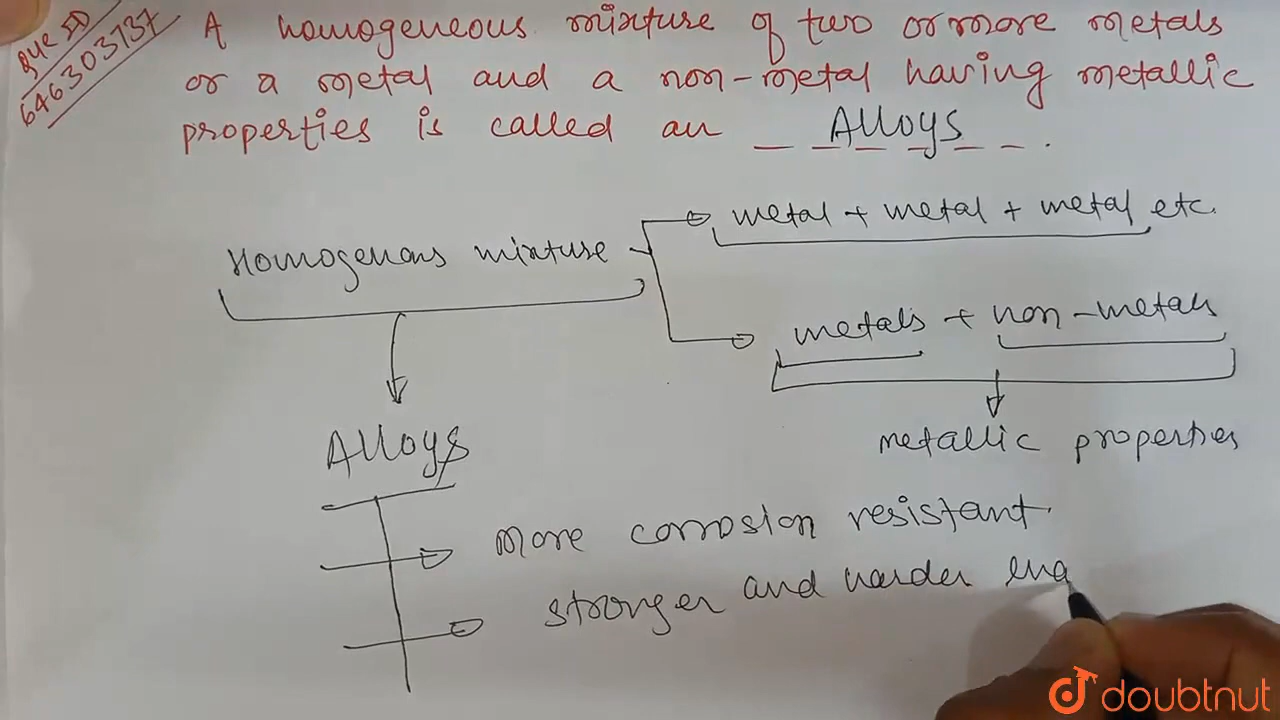 646303737
A homogeneous mixture of two or more metals
or a metal and a non-metal having metallic
properties is called an _ Alloys _ .
metal + metal + metal etc.
Homogenous mixture
metals + non-metals
metallic properties
Alloys
more corrosion resistant.
stronger and harder
doubtnut